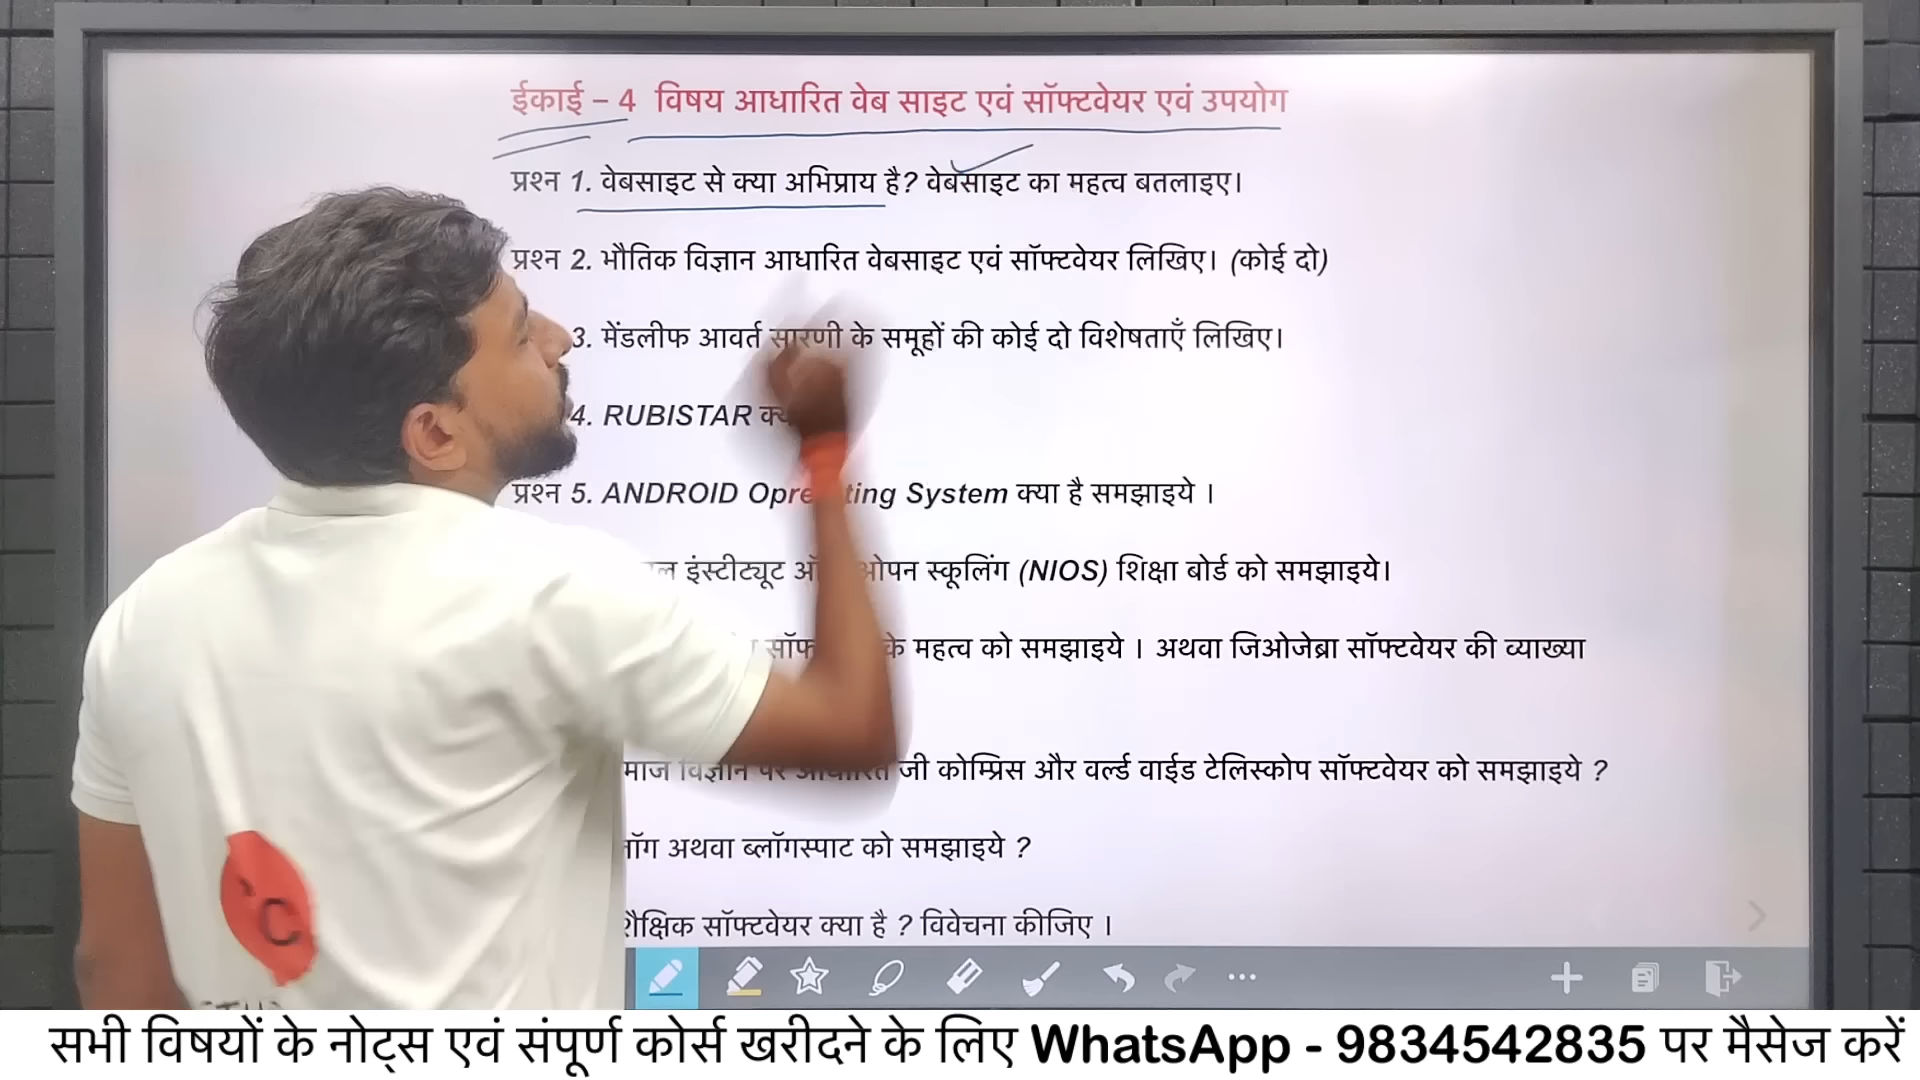 ईकाई – 4 विषय आधारित वेब साइट एवं सॉफ्टवेयर एवं उपयोग
प्रश्न 1. वेबसाइट से क्या अभिप्राय है? वेबसाइट का महत्व बतलाइए।
प्रश्न 2. भौतिक विज्ञान आधारित वेबसाइट एवं सॉफ्टवेयर लिखिए। (कोई दो)
3. मेंडलीफ आवर्त सारणी के समूहों की कोई दो विशेषताएँ लिखिए।
4. RUBISTAR
प्रश्न 5. ANDROID Opre ting System क्या है समझाइये ।
इंस्टीट्यूट ओपन स्कूलिंग (NIOS) शिक्षा बोर्ड को समझाइये।
के महत्व को समझाइये । अथवा जिओजेब्रा सॉफ्टवेयर की व्याख्या
विज्ञान पर आधारित जी कोम्प्रिस और वर्ल्ड वाईड टेलिस्कोप सॉफ्टवेयर को समझाइये ?
अथवा ब्लॉगस्पाट को समझाइये ?
शैक्षिक सॉफ्टवेयर क्या है ? विवेचना कीजिए ।
C
सभी विषयों के नोट्स एवं संपूर्ण कोर्स खरीदने के लिए WhatsApp - 9834542835 पर मैसेज करें